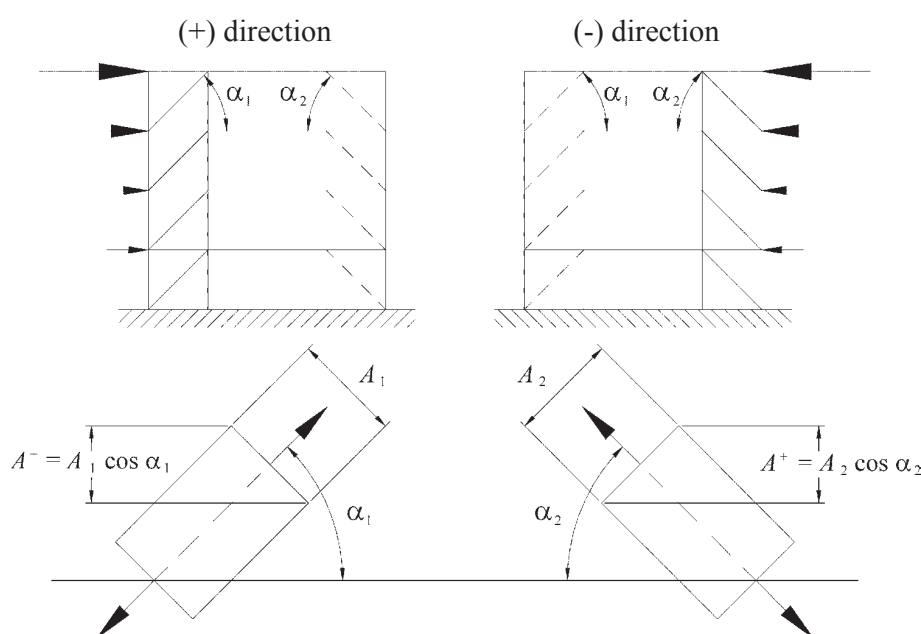 (+) direction
(-) direction
α₁
α₂
α₁
α₂
A₁
A₂
A⁻ = A₁ cos α₁
A⁺ = A₂ cos α₂
α₁
α₂